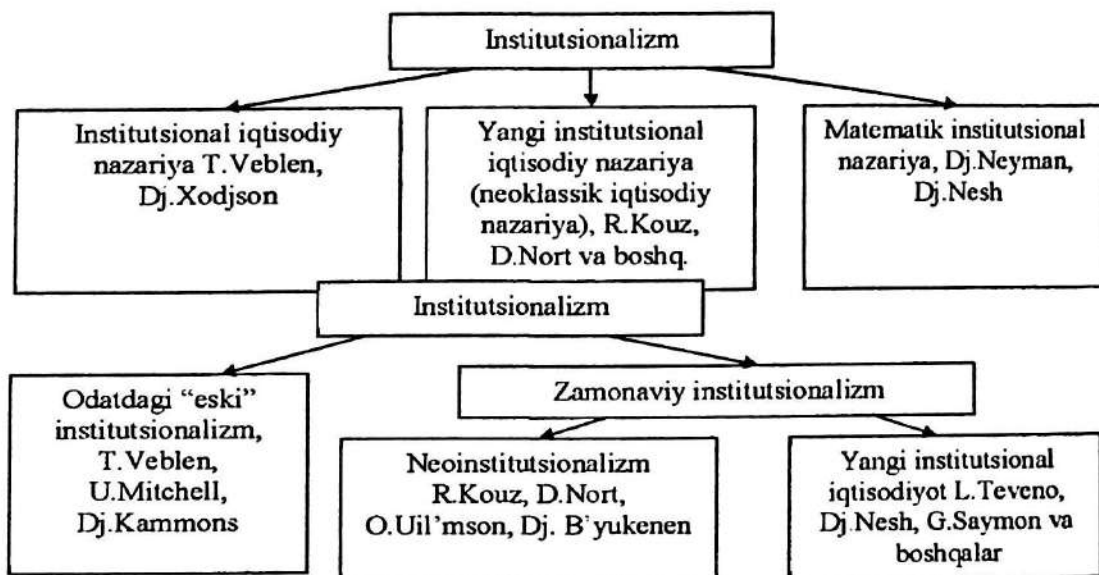 Institutsionalizm
Institutsional iqtisodiy
nazariya T.Veblen,
Dj.Xodjson
Yangi institutsional
iqtisodiy nazariya
(neoklassik iqtisodiy
nazariya), R.Kouz,
D.Nort va boshq.
Matematik institutsional
nazariya, Dj.Neyman,
Dj.Nesh
Institutsionalizm
Odatdagi “eski”
institutsionalizm,
T.Veblen,
U.Mitchell,
Dj.Kammons
Zamonaviy institutsionalizm
Neoinstitutsionalizm
R.Kouz, D.Nort,
O.Uil’mson, Dj. B’yukenen
Yangi institutsional
iqtisodiyot L.Teveno,
Dj.Nesh, G.Saymon va
boshqalar